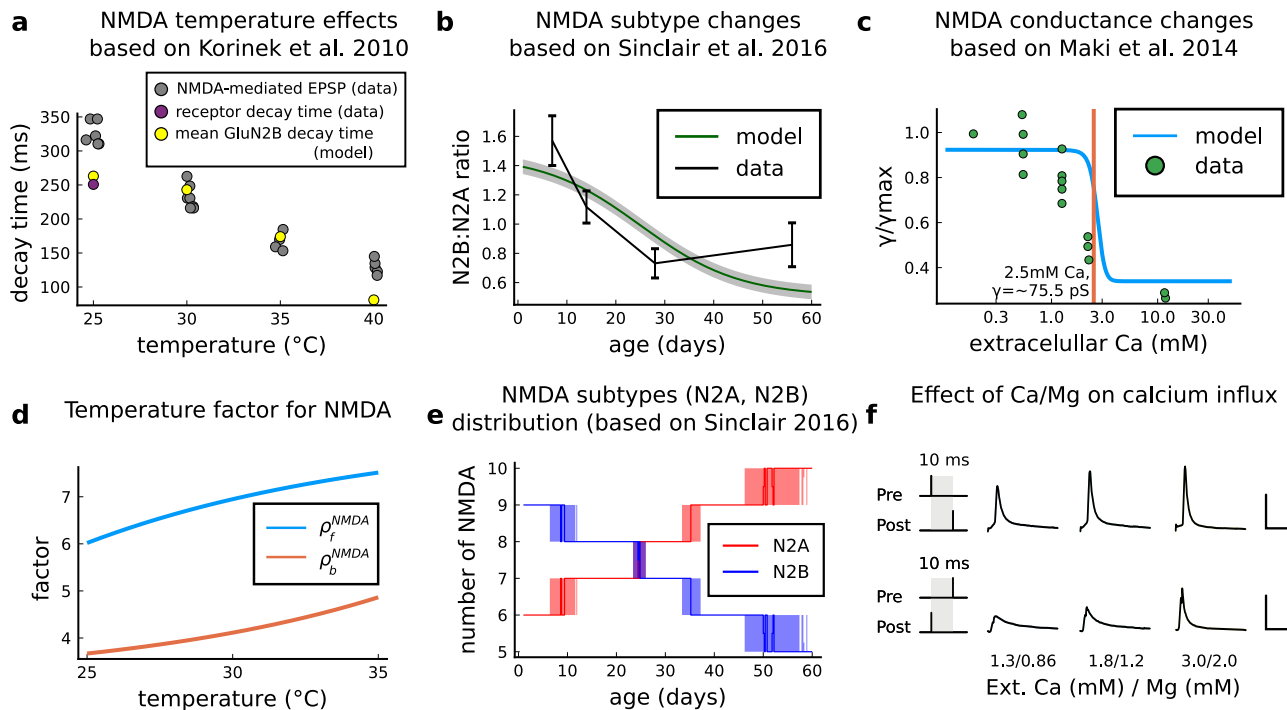 a
NMDA temperature effects
based on Korinek et al. 2010
NMDA-mediated EPSP (data)
receptor decay time (data)
mean GluN2B decay time
(model)
decay time (ms)
350
300
250
200
150
100
25
30
35
40
temperature (°C)
b
NMDA subtype changes
based on Sinclair et al. 2016
model
data
N2B:N2A ratio
1.6
1.4
1.2
1.0
0.8
0.6
0
10
20
30
40
50
60
age (days)
c
NMDA conductance changes
based on Maki et al. 2014
model
data
γ/γmax
1.0
0.8
0.6
0.4
2.5mM Ca,
γ=~75.5 pS
0.3
1.0
3.0
10.0
30.0
extracelullar Ca (mM)
d
Temperature factor for NMDA
factor
7
6
5
4
ρ_f^NMDA
ρ_b^NMDA
25
30
35
temperature (°C)
e
NMDA subtypes (N2A, N2B)
distribution (based on Sinclair 2016)
number of NMDA
10
9
8
7
6
5
N2A
N2B
0
10
20
30
40
50
60
age (days)
f
Effect of Ca/Mg on calcium influx
10 ms
Pre
Post
10 ms
Pre
Post
1.3/0.86
1.8/1.2
3.0/2.0
Ext. Ca (mM) / Mg (mM)